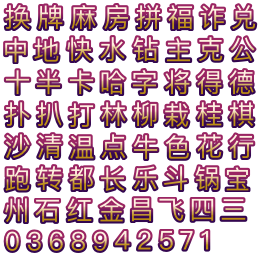 换牌麻房拼福诈兑
中地快水钻主克公
十半卡哈字将得德
扑扒打林柳栽桂棋
沙清温点牛色花行
跑转都长乐斗锅宝
州石红金昌飞四三
0368942571